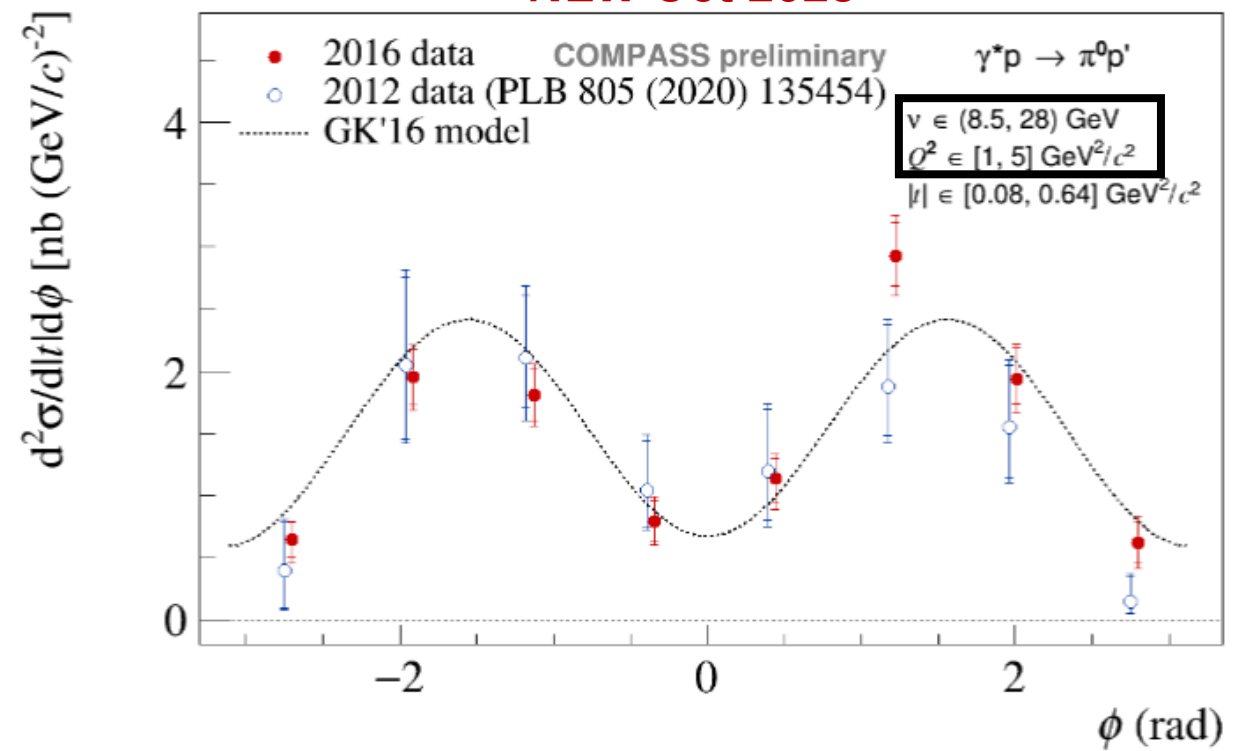 d²σ/d|t|dϕ [nb (GeV/c)⁻²]
2016 data
COMPASS preliminary
γ*p → π⁰p'
2012 data (PLB 805 (2020) 135454)
GK'16 model
ν ∈ (8.5, 28) GeV
Q² ∈ [1, 5] GeV²/c²
|t| ∈ [0.08, 0.64] GeV²/c²
4
2
0
−2 0 2
ϕ (rad)